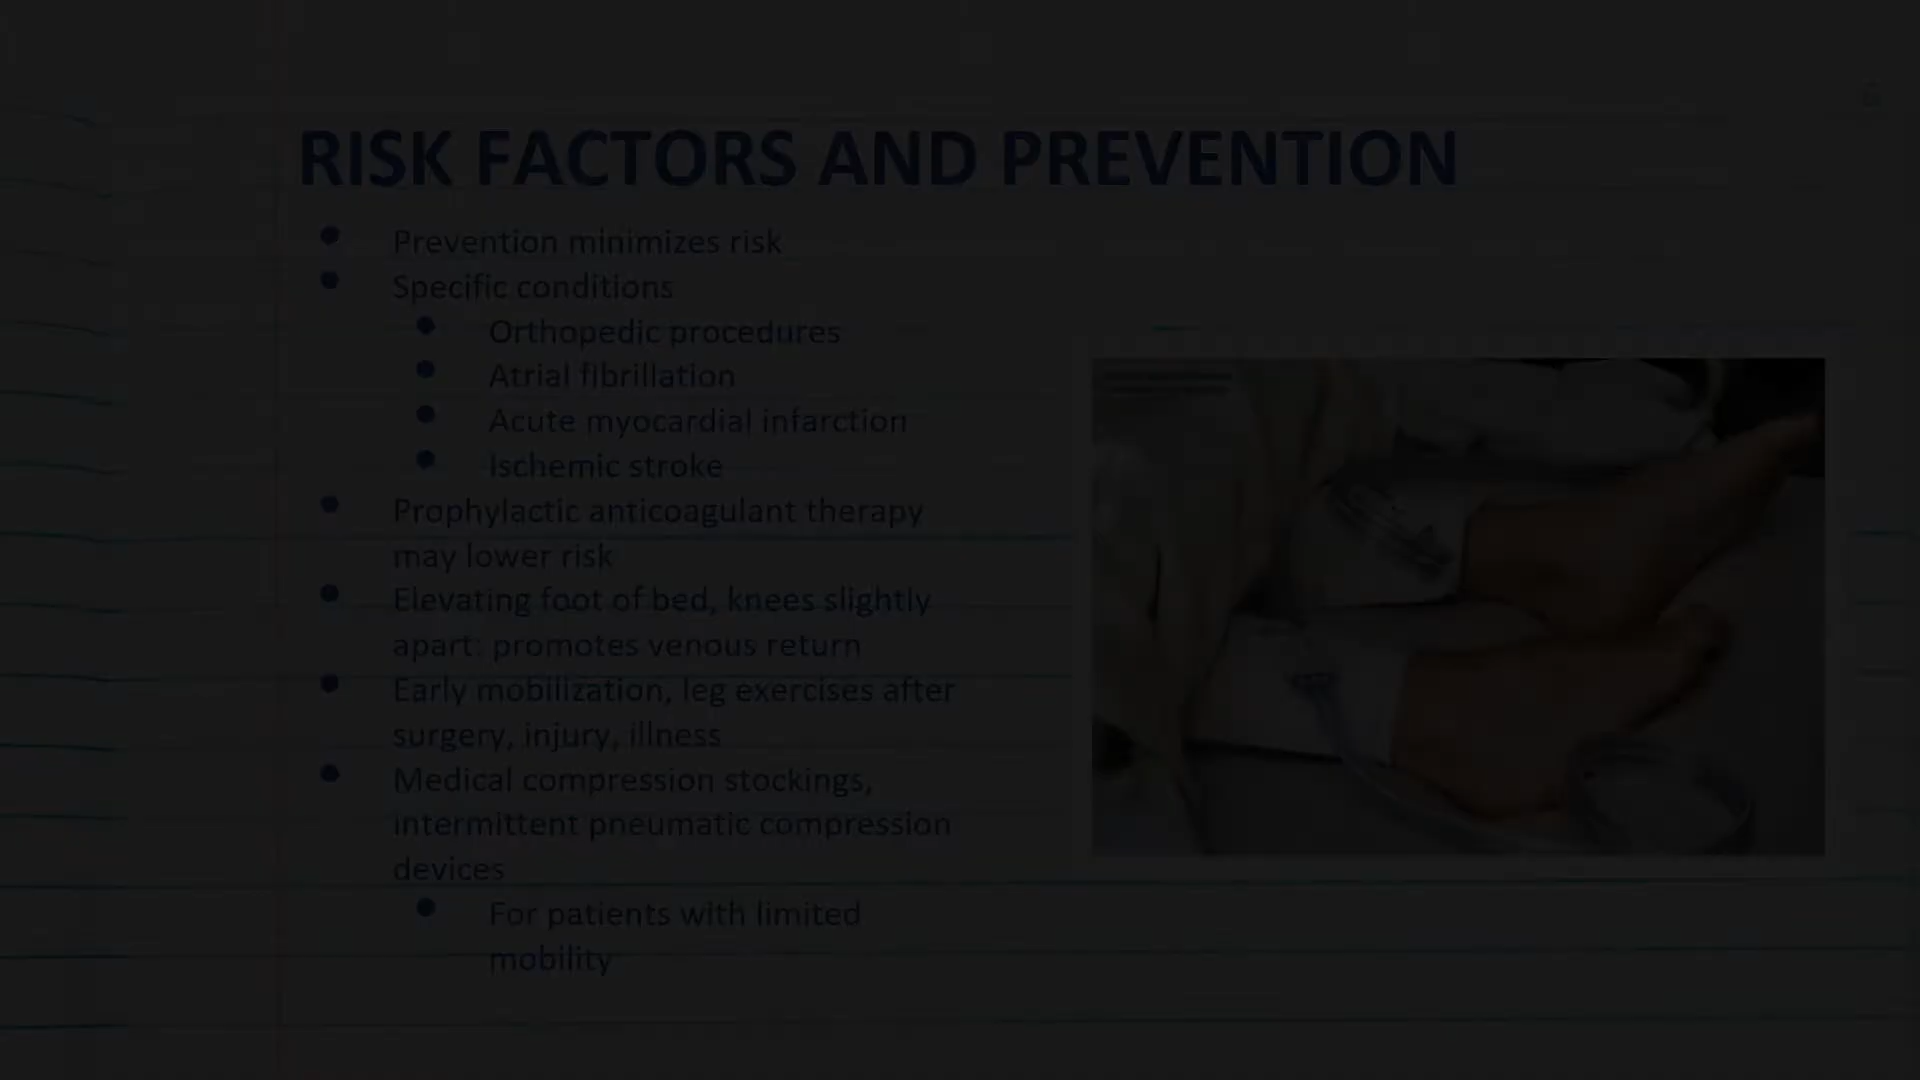 RISK FACTORS AND PREVENTION
Prevention minimizes risk
Specific conditions
Orthopedic procedures
Atrial fibrillation
Acute myocardial infarction
Ischemic stroke
Prophylactic anticoagulant therapy
may lower risk
Elevating foot of bed, knees slightly
apart: promotes venous return
Early mobilization, leg exercises after
surgery, injury, illness
Medical compression stockings,
intermittent pneumatic compression
devices
For patients with limited
mobility